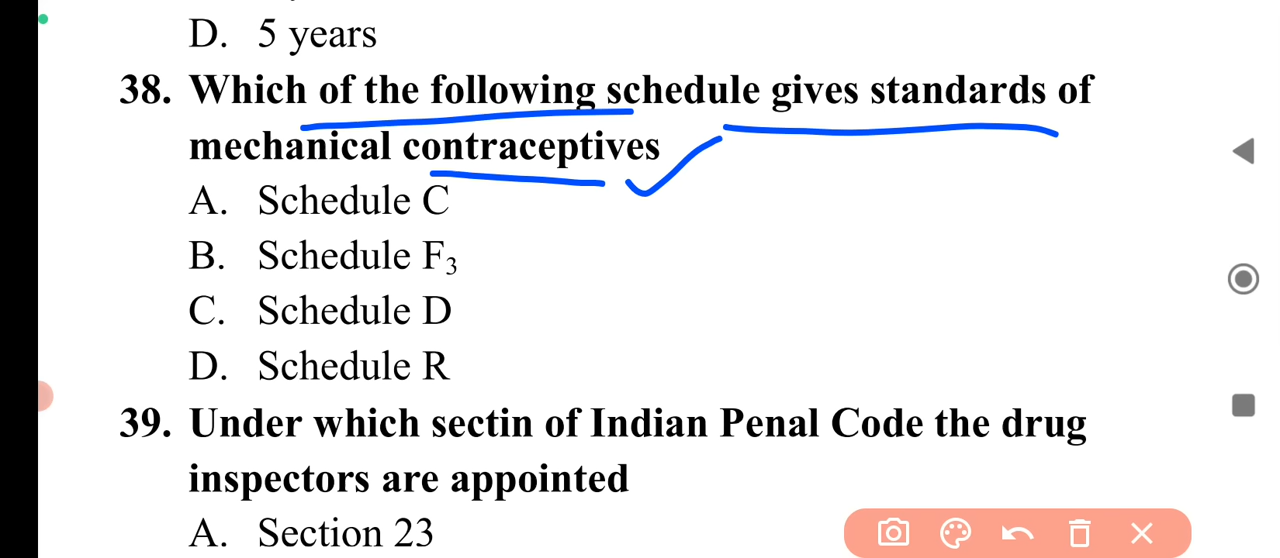 D. 5 years
38. Which of the following schedule gives standards of
mechanical contraceptives
A. Schedule C
B. Schedule F₃
C. Schedule D
D. Schedule R
39. Under which sectin of Indian Penal Code the drug
inspectors are appointed
A. Section 23